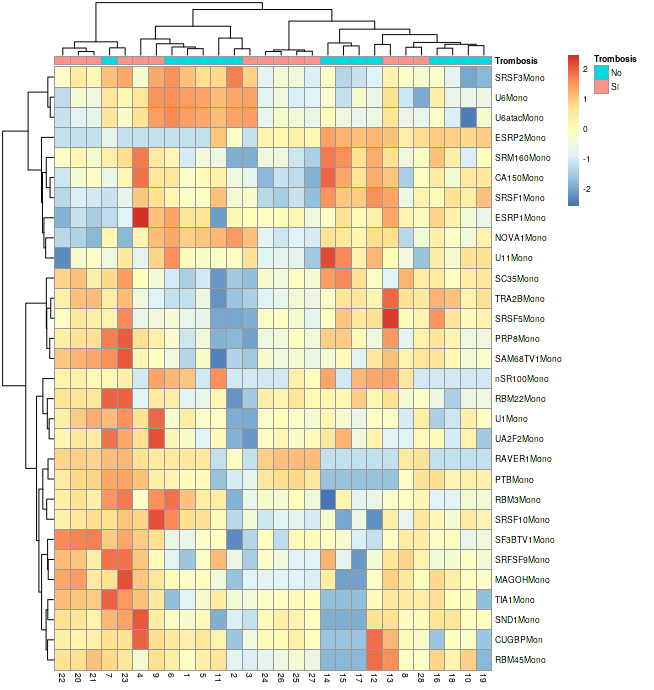 Trombosis
SRSF3Mono
U6Mono
U6atacMono
ESRP2Mono
SRM160Mono
CA150Mono
SRSF1Mono
ESRP1Mono
NOVA1Mono
U11Mono
SC35Mono
TRA2BMono
SRSF5Mono
PRP8Mono
SAM68TV1Mono
nSR100Mono
RBM22Mono
U1Mono
UA2F2Mono
RAVER1Mono
PTBMono
RBM3Mono
SRSF10Mono
SF3BTV1Mono
SRFSF9Mono
MAGOHMono
TIA1Mono
SND1Mono
CUGBPMon
RBM45Mono
22 20 21 7 23 4 9 6 1 5 11 2 3 24 26 25 27 14 15 17 12 13 8 28 16 18 10 19
2
1
0
-1
-2
Trombosis
No
SI